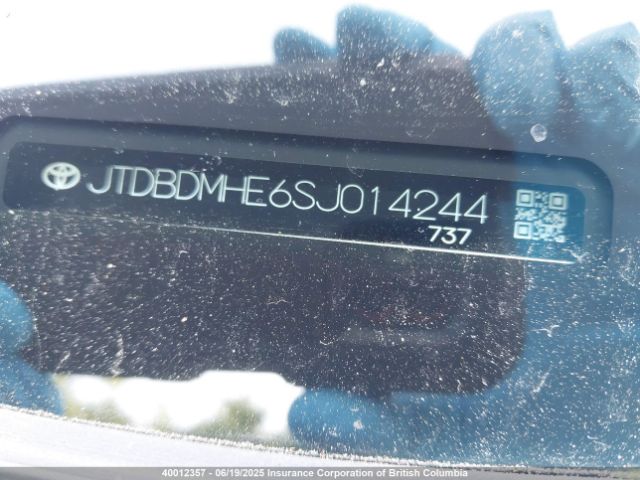 JTDBDMHE6SJ014244
737
40012357 - 06/19/2025 Insurance Corporation of British Columbia